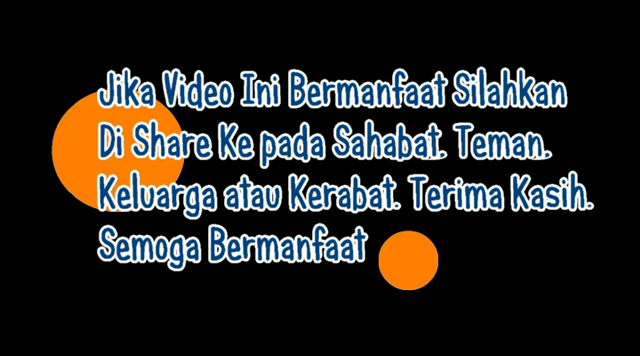 Jika Video Ini Bermanfaat Silahkan
Di Share Ke pada Sahabat. Teman.
Keluarga atau Kerabat. Terima Kasih.
Semoga Bermanfaat